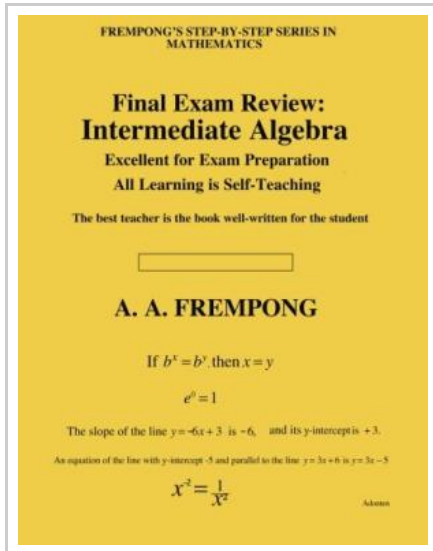 FREMPONG'S STEP-BY-STEP SERIES IN
MATHEMATICS
Final Exam Review:
Intermediate Algebra
Excellent for Exam Preparation
All Learning is Self-Teaching
The best teacher is the book well-written for the student
A. A. FREMPONG
If bˣ = bʸ, then x = y
e⁰ = 1
The slope of the line y = -6x + 3 is -6, and its y-intercept is +3.
An equation of the line with y-intercept -5 and parallel to the line y = 3x + 6 is y = 3x - 5
x⁻² = 1/x²